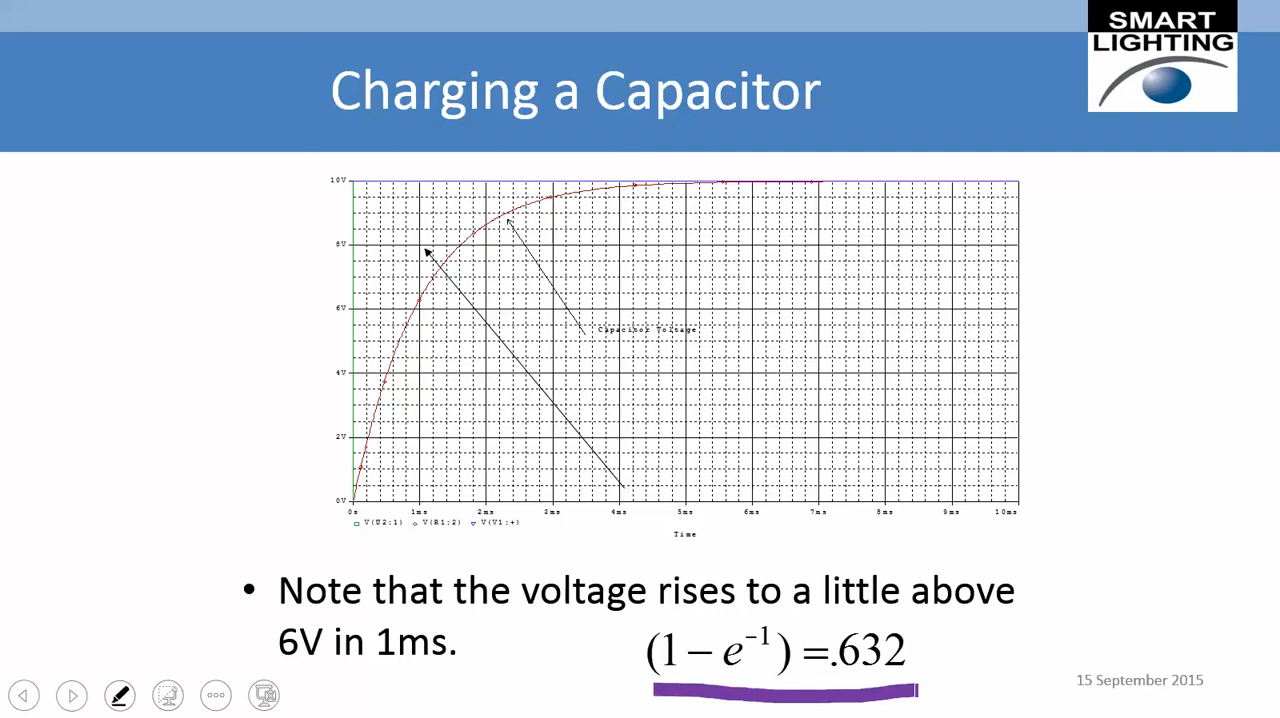 SMART
LIGHTING
Charging a Capacitor
10V
8V
6V
4V
2V
0V
Capacitor Voltage
0s 1ms 2ms 3ms 4ms 5ms 6ms 7ms 8ms 9ms 10ms
V(U2:1) V(R1:2) V(V1:+)
Time
• Note that the voltage rises to a little above
6V in 1ms.
(1 − e⁻¹) =.632
15 September 2015